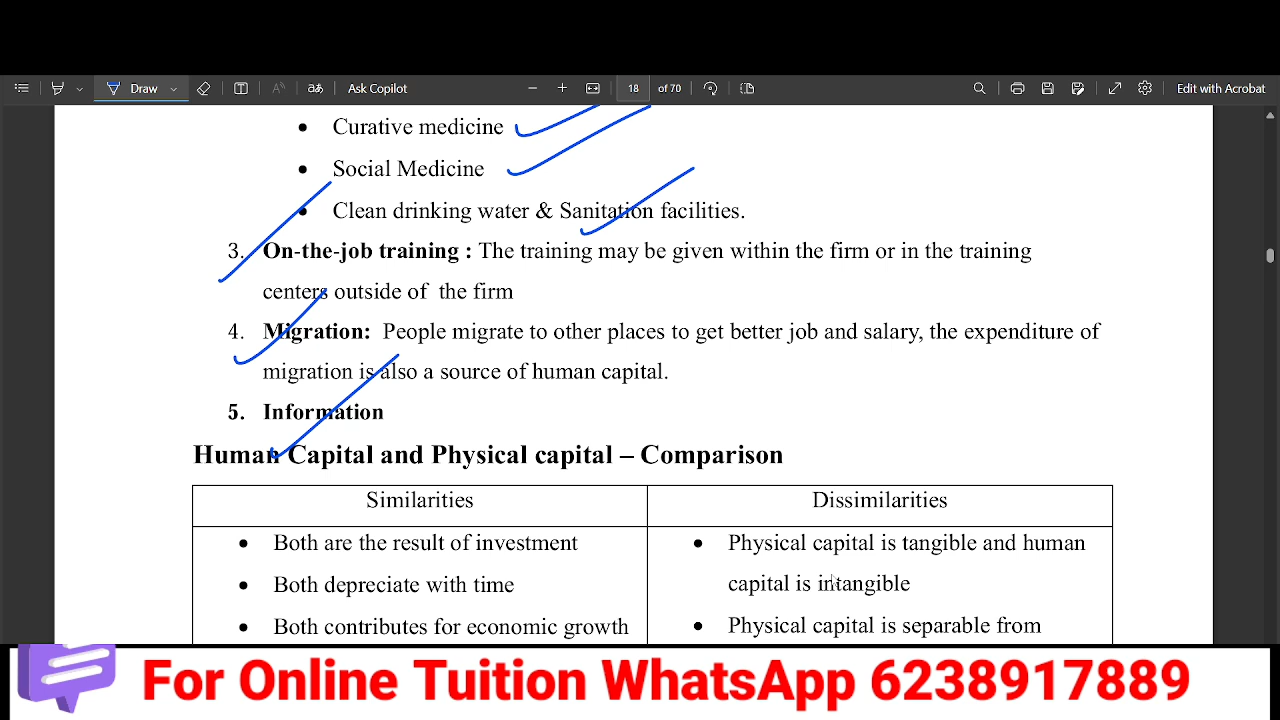 Draw
Ask Copilot
18 of 70
Edit with Acrobat
• Curative medicine
• Social Medicine
• Clean drinking water & Sanitation facilities.
3. On-the-job training : The training may be given within the firm or in the training
centers outside of the firm
4. Migration: People migrate to other places to get better job and salary, the expenditure of
migration is also a source of human capital.
5. Information
Human Capital and Physical capital – Comparison
Similarities
Dissimilarities
• Both are the result of investment
• Both depreciate with time
• Both contributes for economic growth
• Physical capital is tangible and human
capital is intangible
• Physical capital is separable from
For Online Tuition WhatsApp 6238917889